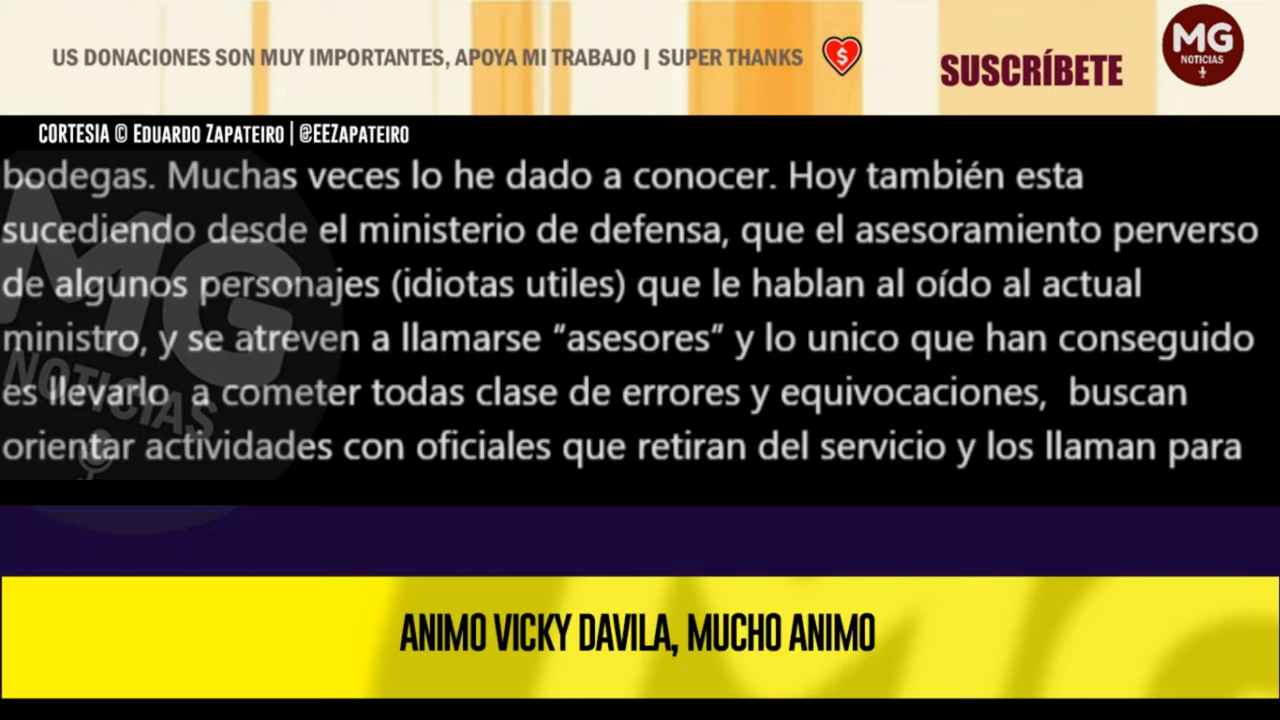 US DONACIONES SON MUY IMPORTANTES, APOYA MI TRABAJO | SUPER THANKS
$
SUSCRÍBETE
MG
NOTICIAS
CORTESIA © EDUARDO ZAPATEIRO | @EEZAPATEIRO
bodegas. Muchas veces lo he dado a conocer. Hoy también esta
sucediendo desde el ministerio de defensa, que el asesoramiento perverso
de algunos personajes (idiotas utiles) que le hablan al oído al actual
ministro, y se atreven a llamarse “asesores” y lo unico que han conseguido
es llevarlo  a cometer todas clase de errores y equivocaciones,  buscan
orientar actividades con oficiales que retiran del servicio y los llaman para
MG
NOTICIAS
ANIMO VICKY DAVILA, MUCHO ANIMO